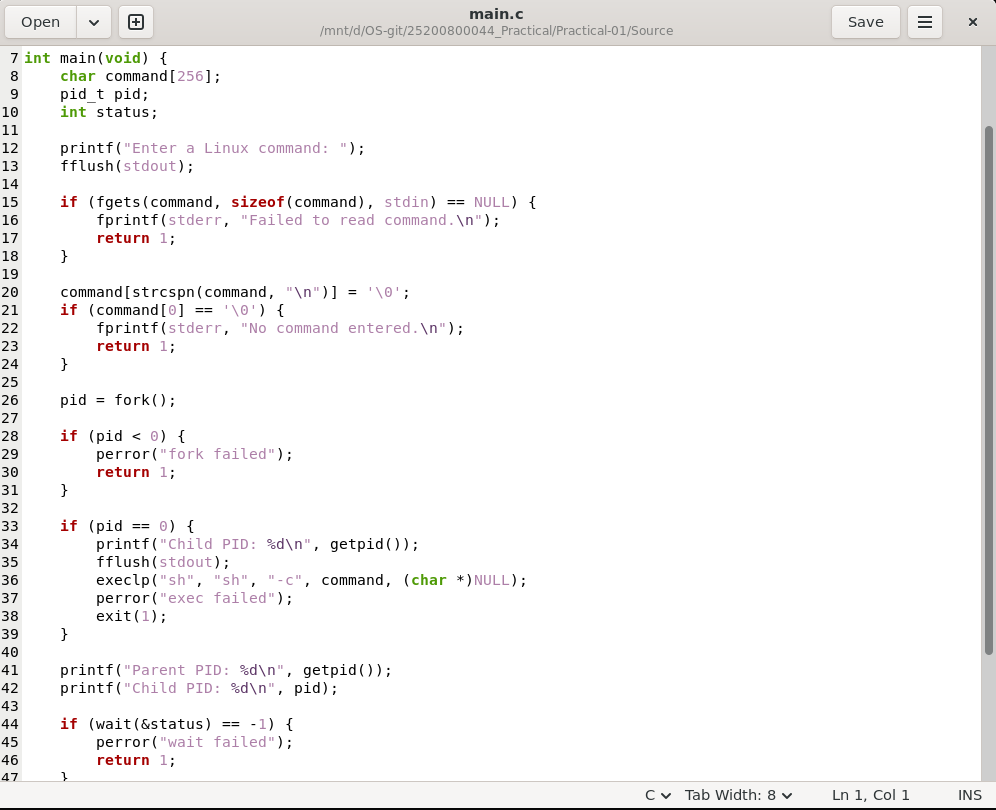 Open
main.c
/mnt/d/OS-git/25200800044_Practical/Practical-01/Source
Save
7 int main(void) {
8     char command[256];
9     pid_t pid;
10     int status;
11
12     printf("Enter a Linux command: ");
13     fflush(stdout);
14
15     if (fgets(command, sizeof(command), stdin) == NULL) {
16         fprintf(stderr, "Failed to read command.\n");
17         return 1;
18     }
19
20     command[strcspn(command, "\n")] = '\0';
21     if (command[0] == '\0') {
22         fprintf(stderr, "No command entered.\n");
23         return 1;
24     }
25
26     pid = fork();
27
28     if (pid < 0) {
29         perror("fork failed");
30         return 1;
31     }
32
33     if (pid == 0) {
34         printf("Child PID: %d\n", getpid());
35         fflush(stdout);
36         execlp("sh", "sh", "-c", command, (char *)NULL);
37         perror("exec failed");
38         exit(1);
39     }
40
41     printf("Parent PID: %d\n", getpid());
42     printf("Child PID: %d\n", pid);
43
44     if (wait(&status) == -1) {
45         perror("wait failed");
46         return 1;
47     }
C Tab Width: 8 Ln 1, Col 1 INS